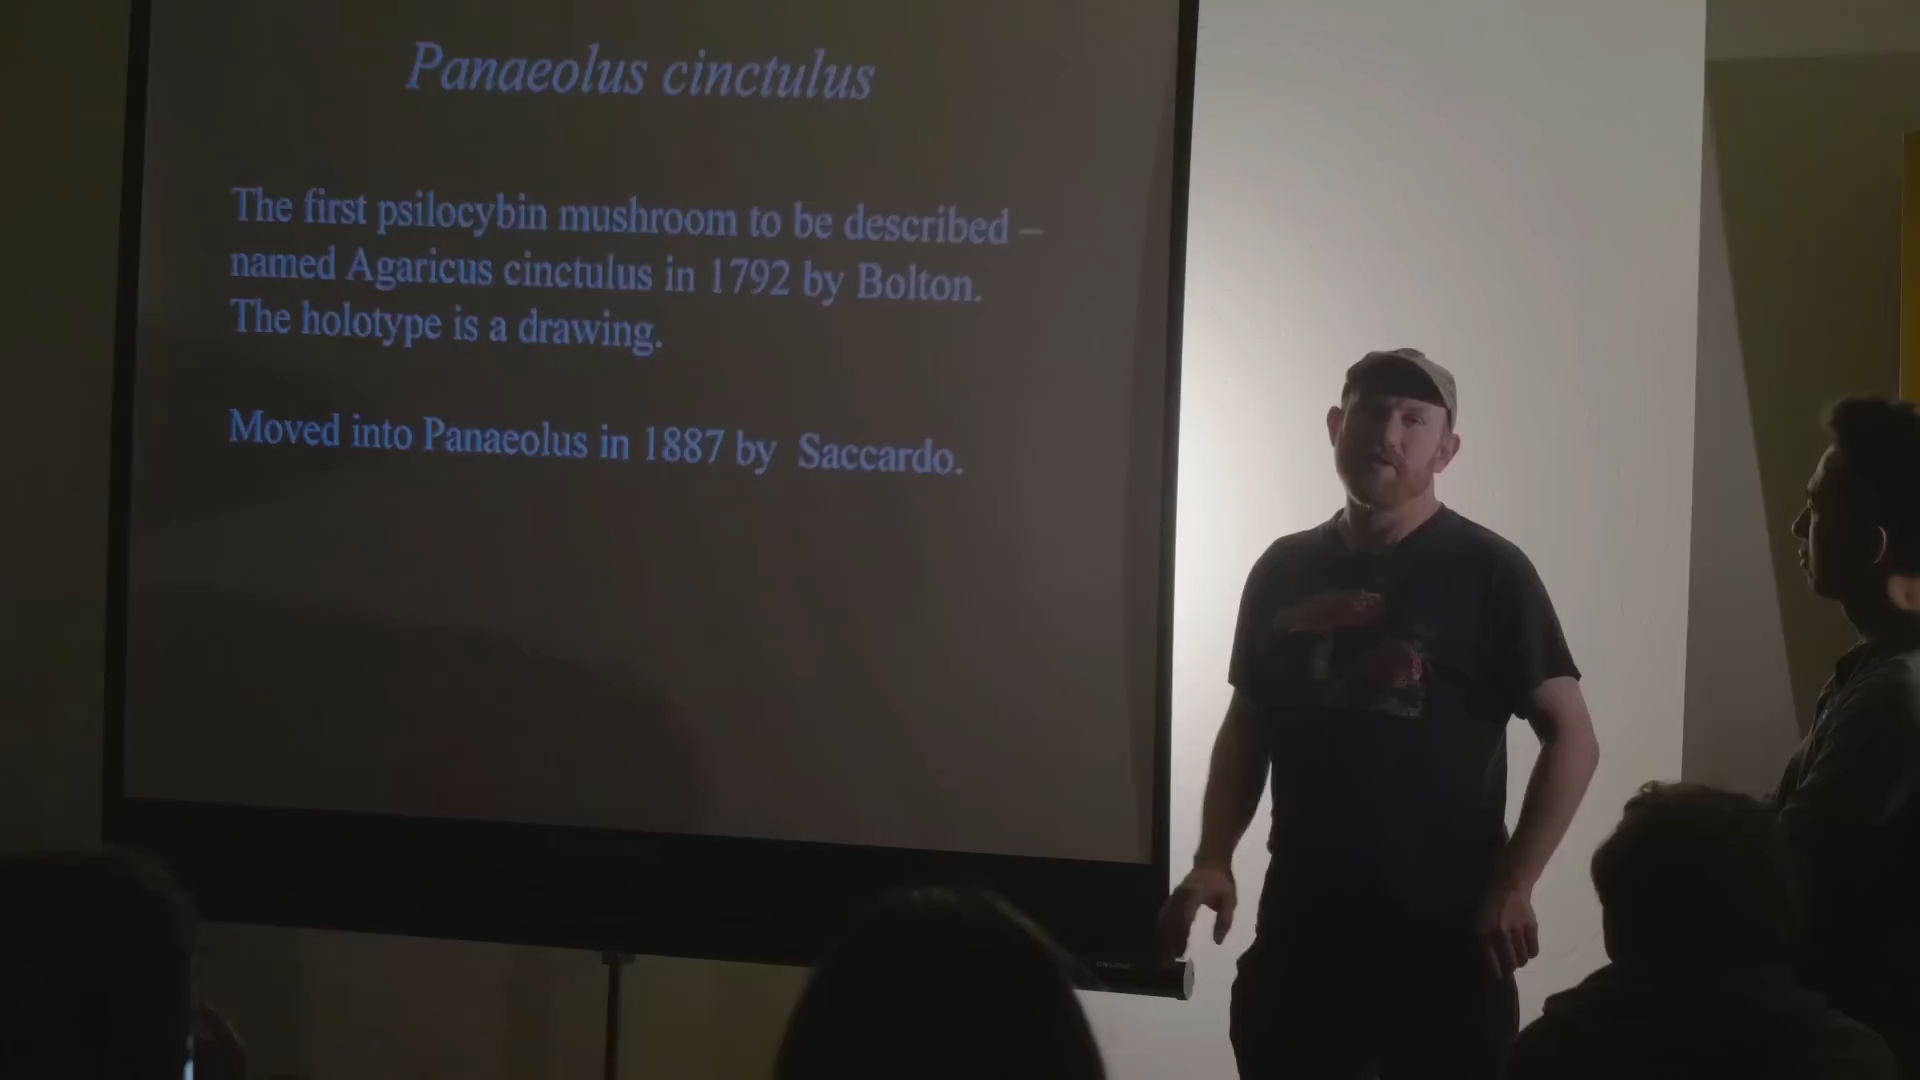 Panaeolus cinctulus
The first psilocybin mushroom to be described –
named Agaricus cinctulus in 1792 by Bolton.
The holotype is a drawing.
Moved into Panaeolus in 1887 by Saccardo.